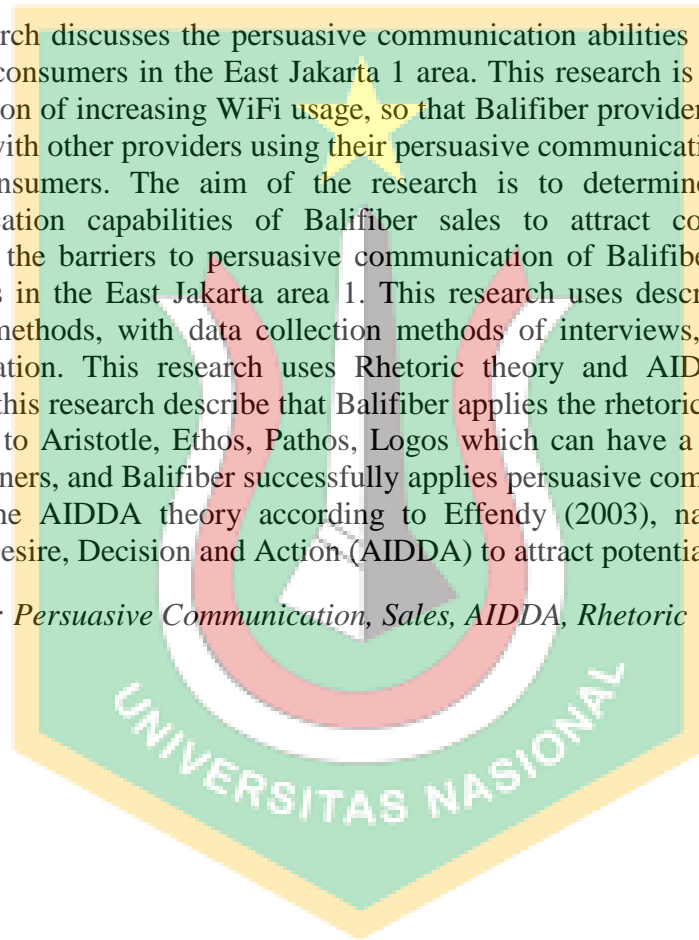 rch discusses the persuasive communication abilities
consumers in the East Jakarta 1 area. This research is
on of increasing WiFi usage, so that Balifiber provider
with other providers using their persuasive communicati
nsumers. The aim of the research is to determine
cation capabilities of Balifiber sales to attract co
the barriers to persuasive communication of Balifibe
s in the East Jakarta area 1. This research uses descr
methods, with data collection methods of interviews,
ation. This research uses Rhetoric theory and AID
this research describe that Balifiber applies the rhetoric
to Aristotle, Ethos, Pathos, Logos which can have a
ners, and Balifiber successfully applies persuasive com
he AIDDA theory according to Effendy (2003), na
esire, Decision and Action (AIDDA) to attract potentia
: Persuasive Communication, Sales, AIDDA, Rhetoric
UNIVERSITAS NASIONAL